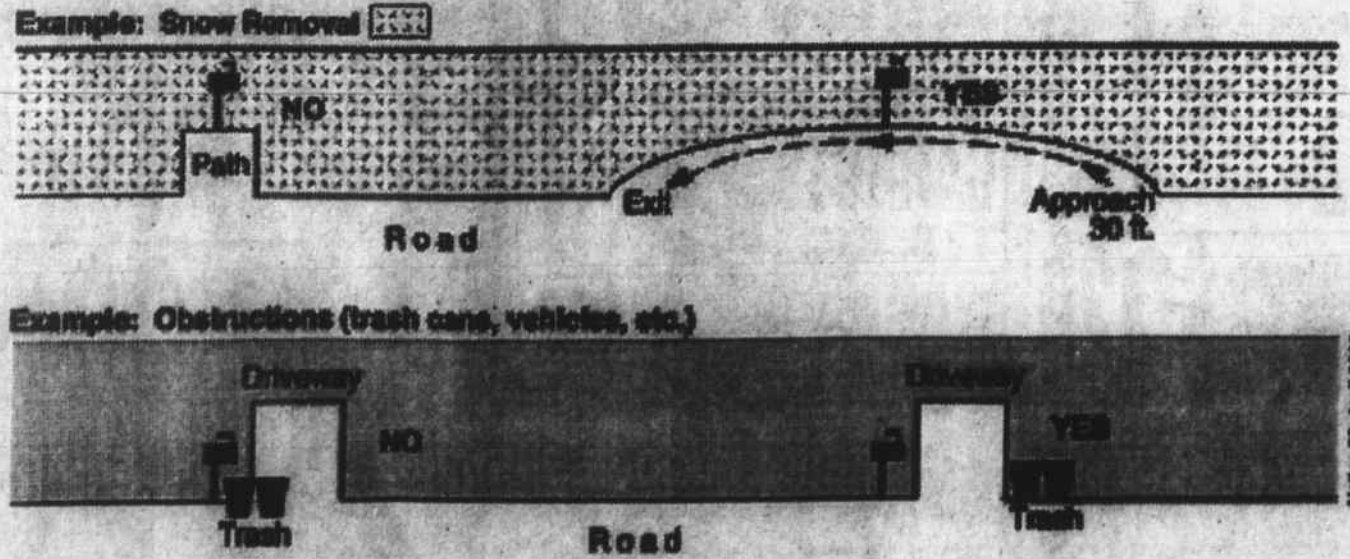 Example: Snow Removal
NO
YES
Path
Exit
Approach
30 ft.
Road
Example: Obstructions (trash cans, vehicles, etc.)
Driveway
Driveway
NO
YES
Trash
Trash
Road